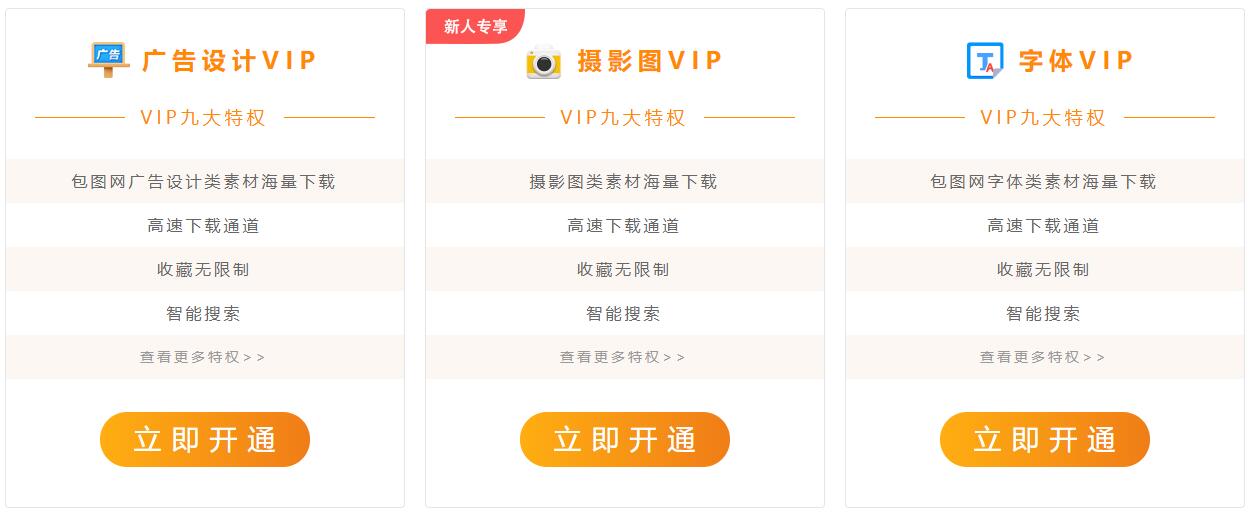 广告
广告设计VIP
VIP九大特权
包图网广告设计类素材海量下载
高速下载通道
收藏无限制
智能搜索
查看更多特权>>
立即开通
新人专享
摄影图VIP
VIP九大特权
摄影图类素材海量下载
高速下载通道
收藏无限制
智能搜索
查看更多特权>>
立即开通
TA
字体VIP
VIP九大特权
包图网字体类素材海量下载
高速下载通道
收藏无限制
智能搜索
查看更多特权>>
立即开通